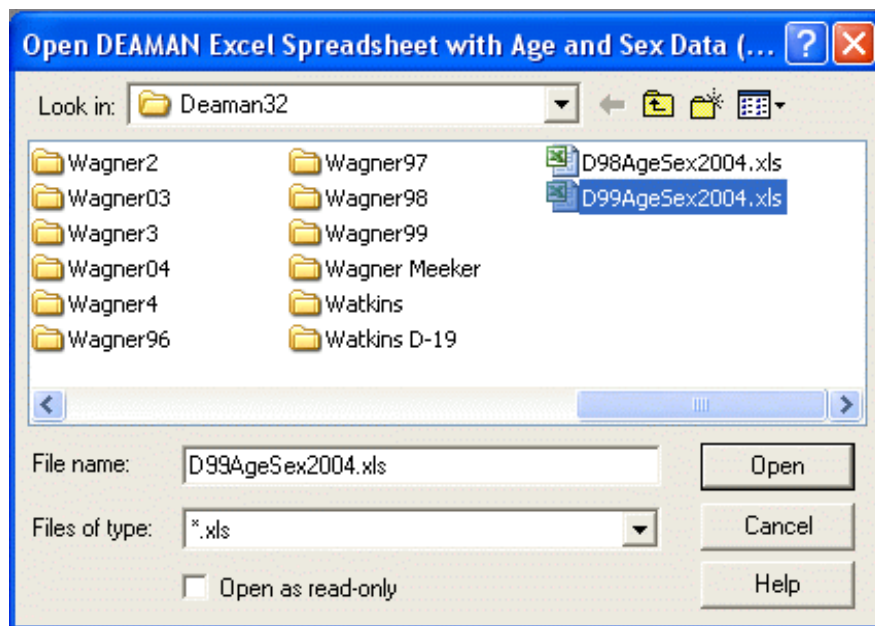 Open DEAMAN Excel Spreadsheet with Age and Sex Data (...
Look in: Deaman32
Wagner2 Wagner97 D98AgeSex2004.xls
Wagner03 Wagner98 D99AgeSex2004.xls
Wagner3 Wagner99
Wagner04 Wagner Meeker
Wagner4 Watkins
Wagner96 Watkins D-19
File name: D99AgeSex2004.xls Open
Files of type: *.xls Cancel
Open as read-only Help